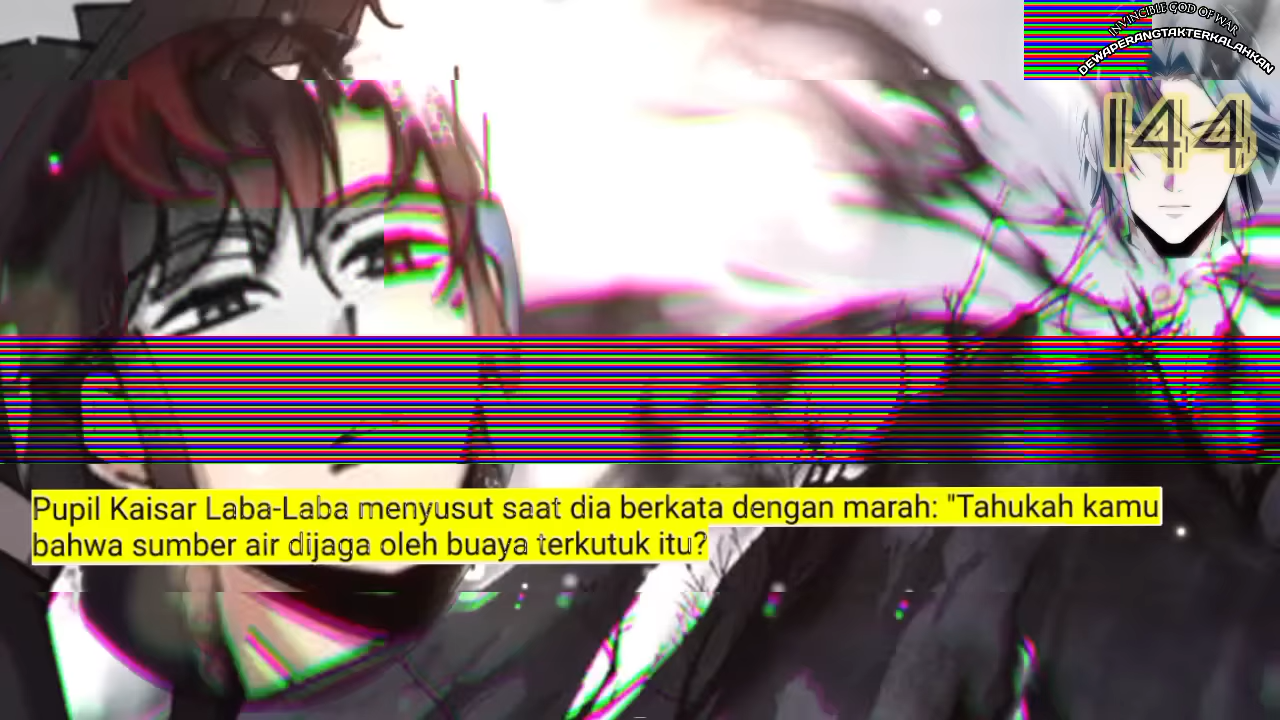 INVINCIBLE GOD OF WAR
DEWAPERANGTAKTERKALAHKAN
144
Pupil Kaisar Laba-Laba menyusut saat dia berkata dengan marah: "Tahukah kamu
bahwa sumber air dijaga oleh buaya terkutuk itu?